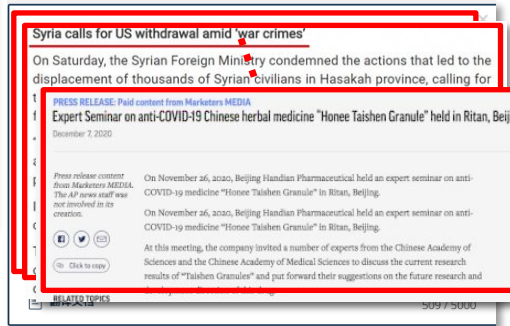 Syria calls for US withdrawal amid 'war crimes'
On Saturday, the Syrian Foreign Ministry condemned the actions that led to the
displacement of thousands of Syrian civilians in Hasakah province, calling for
PRESS RELEASE: Paid content from Marketers MEDIA
Expert Seminar on anti-COVID-19 Chinese herbal medicine "Honee Taishen Granule" held in Ritan, Beij
December 7, 2020
Press release content
from Marketers MEDIA.
The AP news staff was
not involved in its
creation.
Click to copy
RELATED TOPICS
On November 26, 2020, Beijing Handian Pharmaceutical held an expert seminar on anti-
COVID-19 medicine "Honee Taishen Granule" in Ritan, Beijing.
On November 26, 2020, Beijing Handian Pharmaceutical held an expert seminar on anti-
COVID-19 medicine "Honee Taishen Granule" in Ritan, Beijing.
At this meeting, the company invited a number of experts from the Chinese Academy of
Sciences and the Chinese Academy of Medical Sciences to discuss the current research
results of "Taishen Granules" and put forward their suggestions on the future research and
509 / 5000